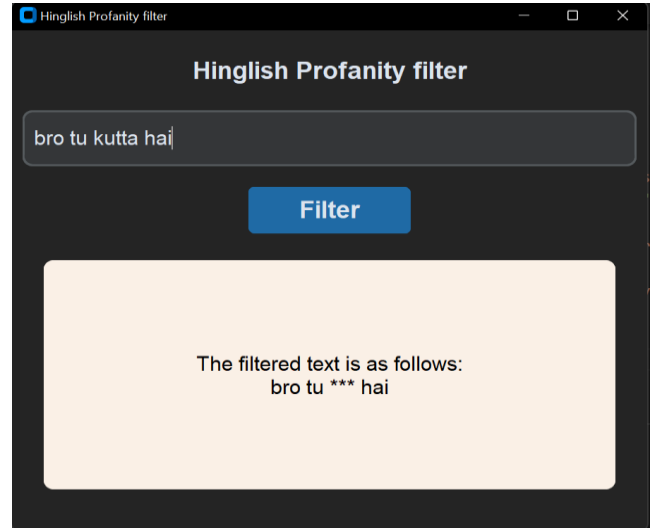 Hinglish Profanity filter
Hinglish Profanity filter
bro tu kutta hai
Filter
The filtered text is as follows:
bro tu *** hai